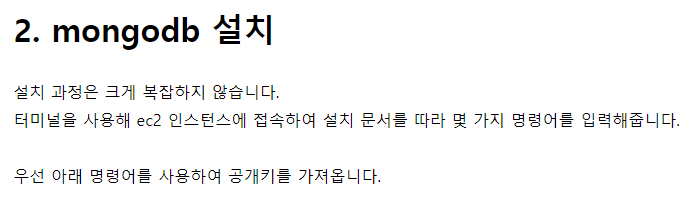 2. mongodb 설치
설치 과정은 크게 복잡하지 않습니다.
터미널을 사용해 ec2 인스턴스에 접속하여 설치 문서를 따라 몇 가지 명령어를 입력해줍니다.
우선 아래 명령어를 사용하여 공개키를 가져옵니다.